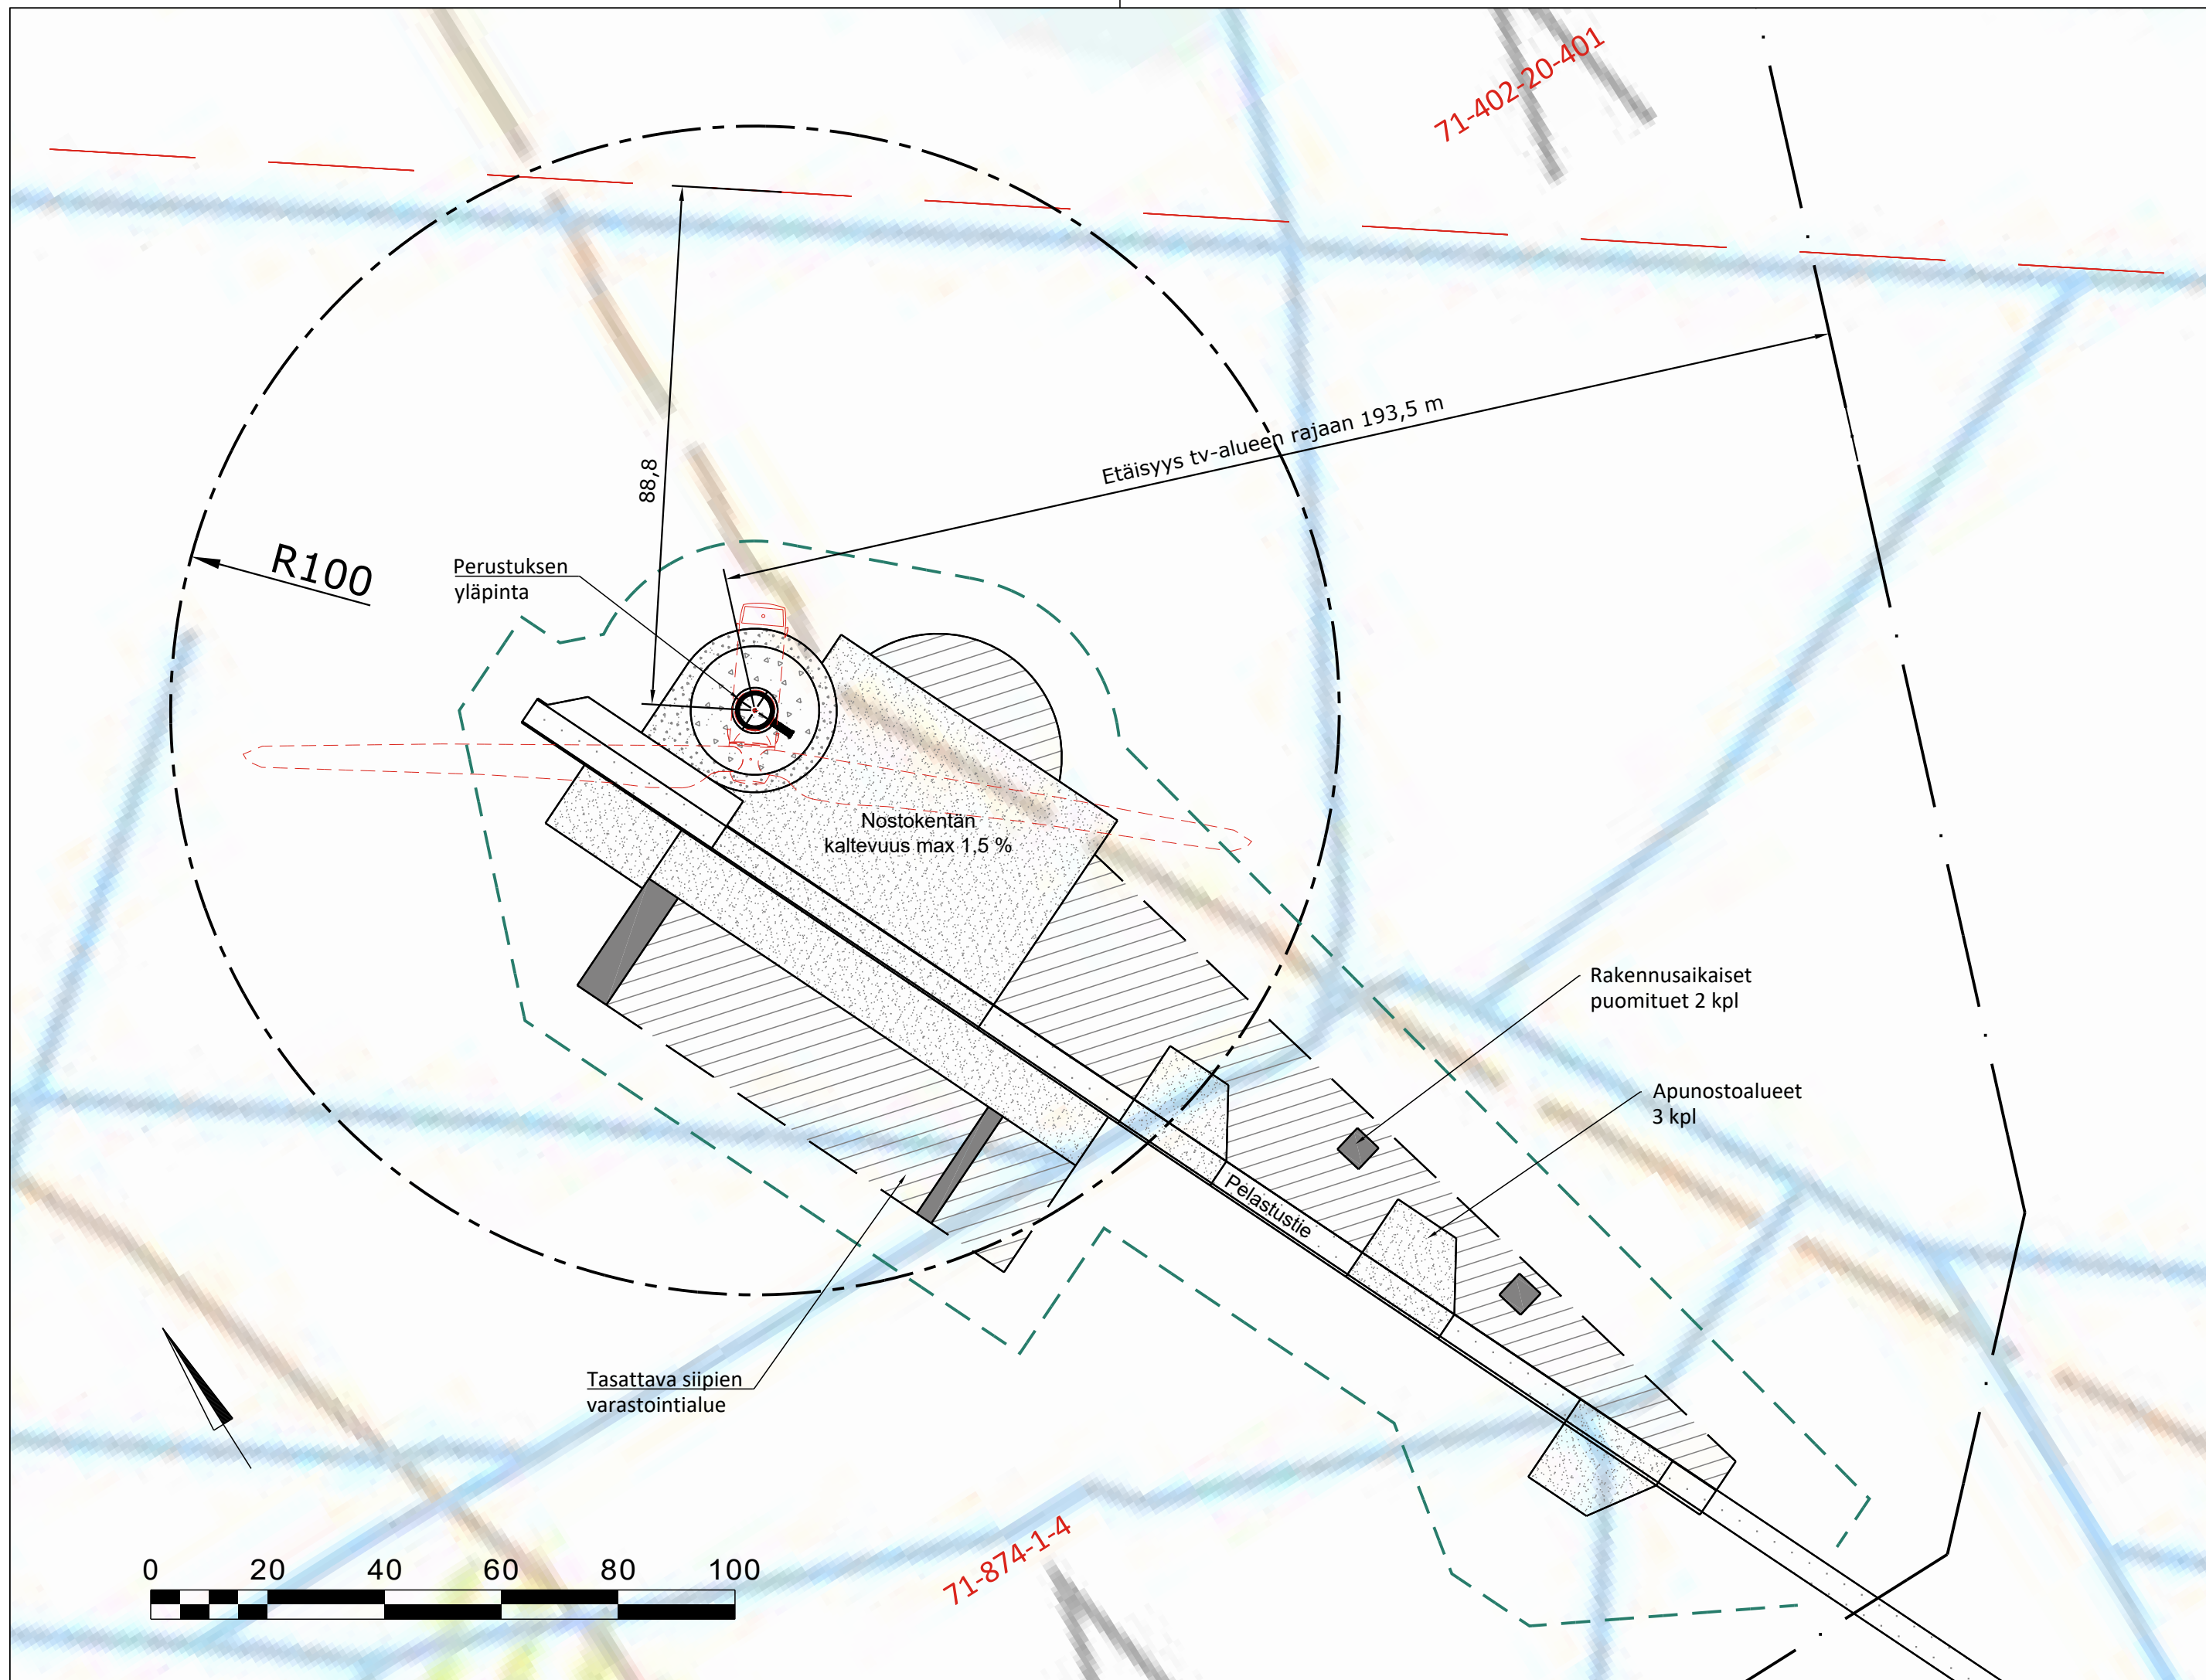 71-402-20-401
Etäisyys tv-alueen rajaan 193,5 m
88,8
R100
Perustuksen
yläpinta
Nostokentän
kaltevuus max 1,5 %
Rakennusaikaiset
puomituet 2 kpl
Apunostoalueet
3 kpl
Pelastustie
Tasattava siipien
varastointialue
71-874-1-4
0 20 40 60 80 100